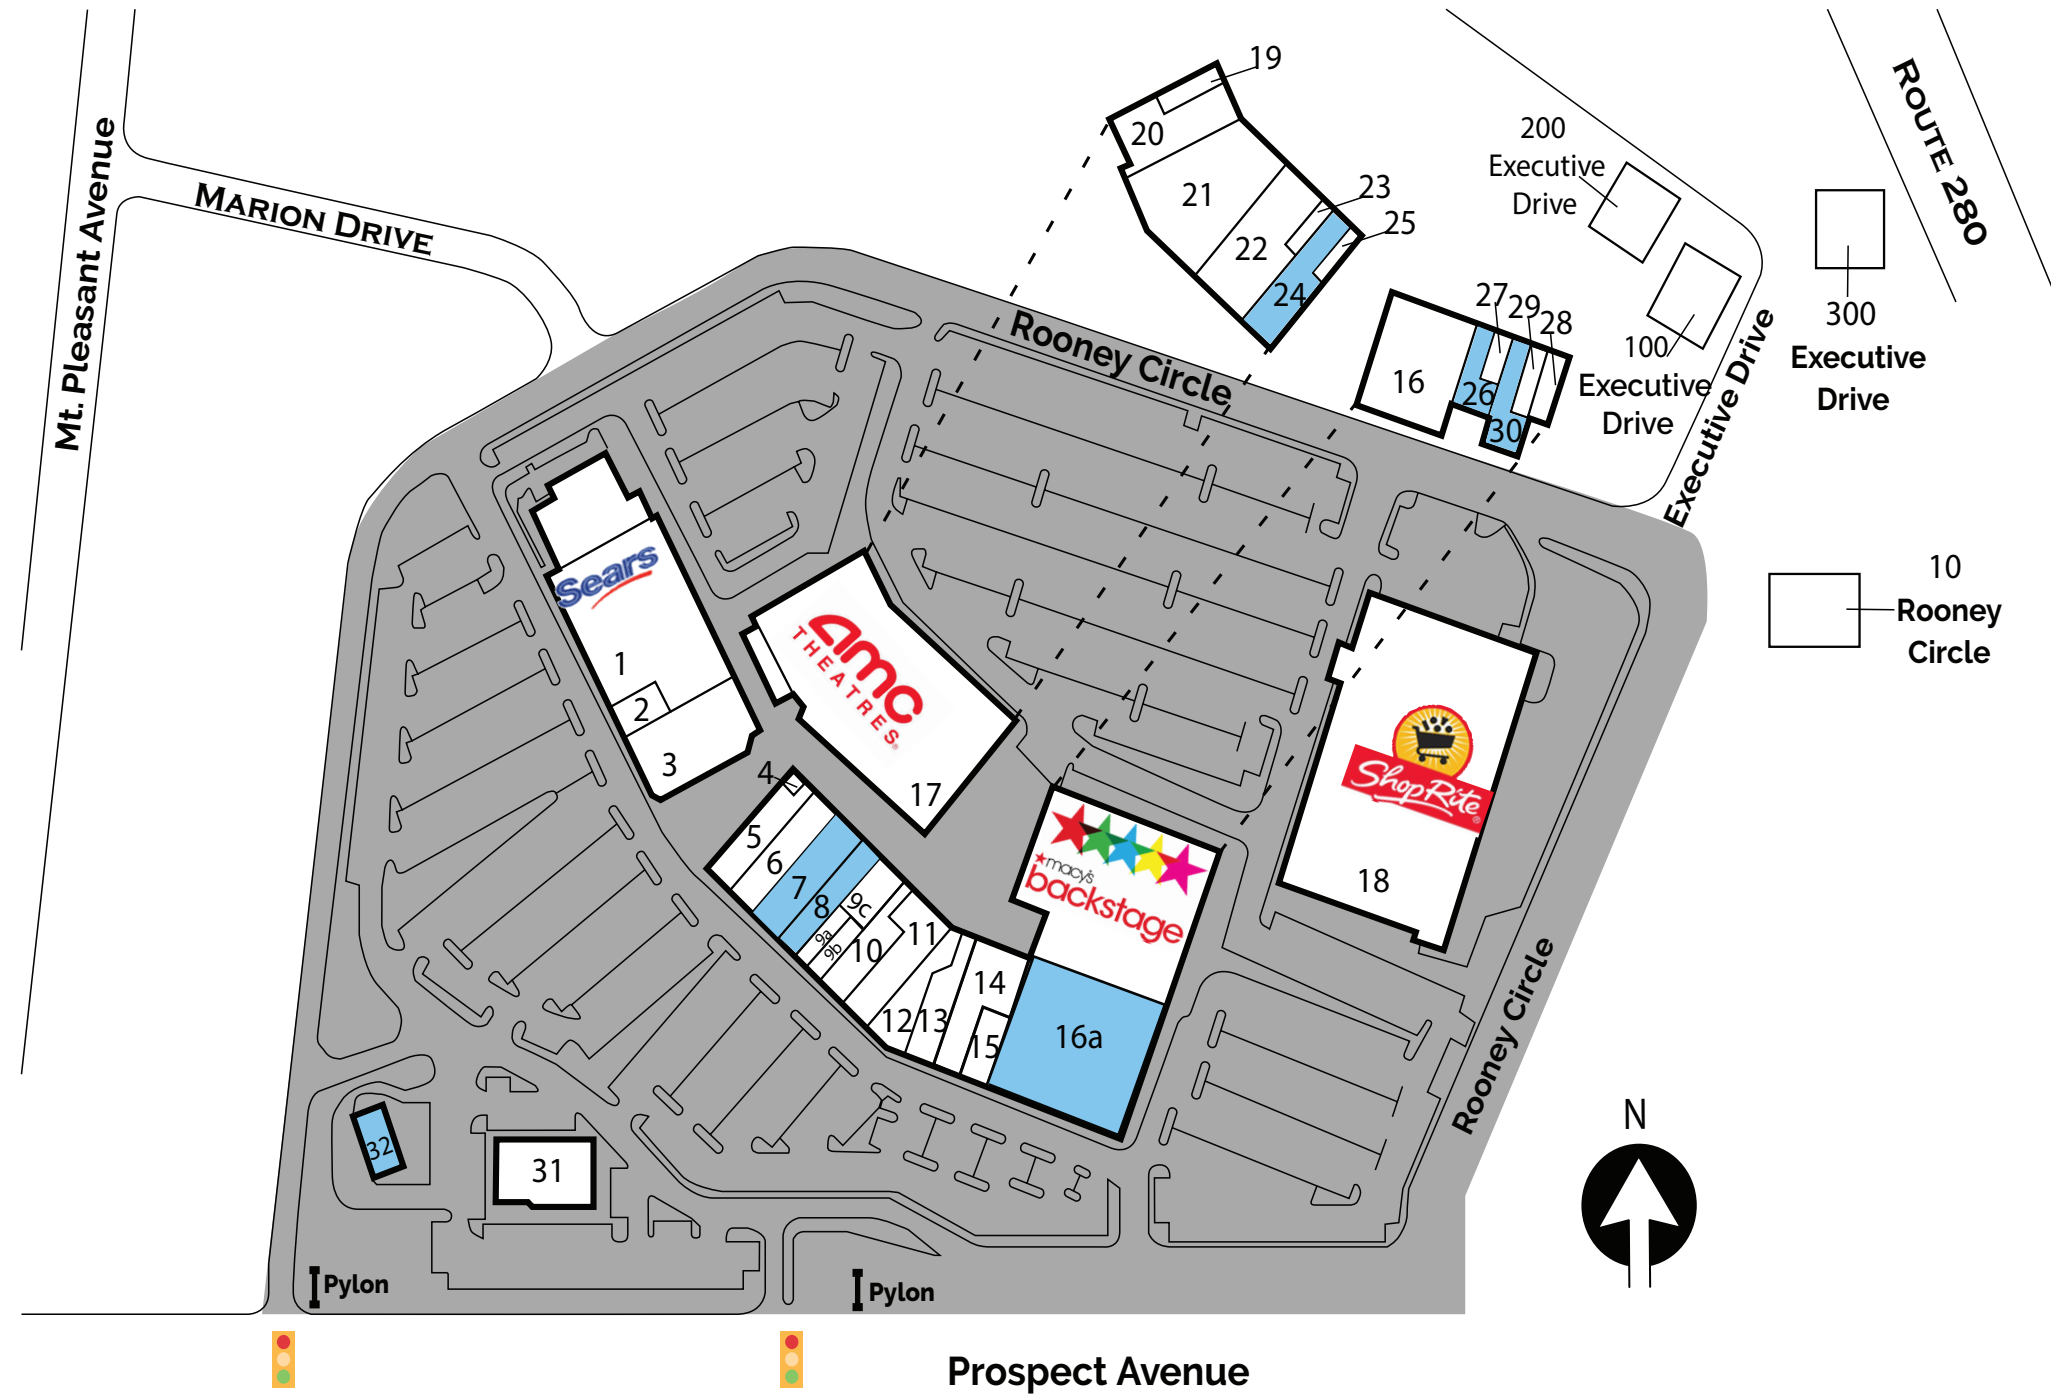 19
20
21
22
23
24
25
16
26
27
28
29
30
200
Executive
Drive
100
Executive
Drive
300
Executive
Drive
ROUTE 280
Executive Drive
10
Rooney
Circle
Mt. Pleasant Avenue
MARION DRIVE
Rooney Circle
Sears
1
2
3
amc
THEATRES®
17
4
5
6
7
8
9a
9b
9c
10
11
12
13
14
15
★macy's
backstage
16a
ShopRite®
18
Rooney Circle
32
31
Pylon
Pylon
N
Prospect Avenue